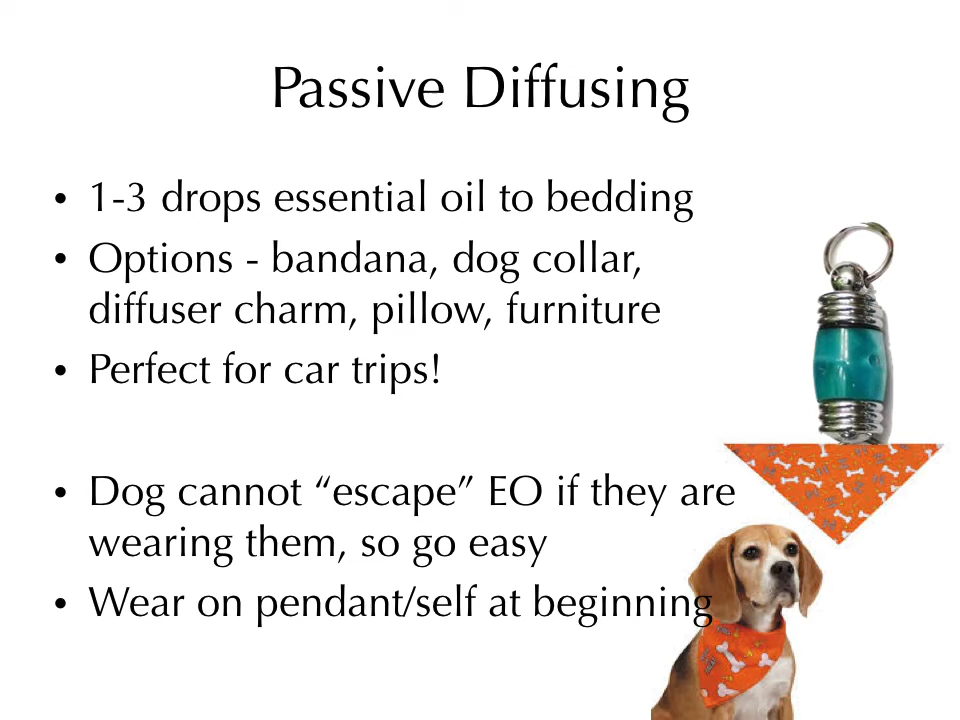 Passive Diffusing
• 1-3 drops essential oil to bedding
• Options - bandana, dog collar,
diffuser charm, pillow, furniture
• Perfect for car trips!
• Dog cannot “escape” EO if they are
wearing them, so go easy
• Wear on pendant/self at beginning